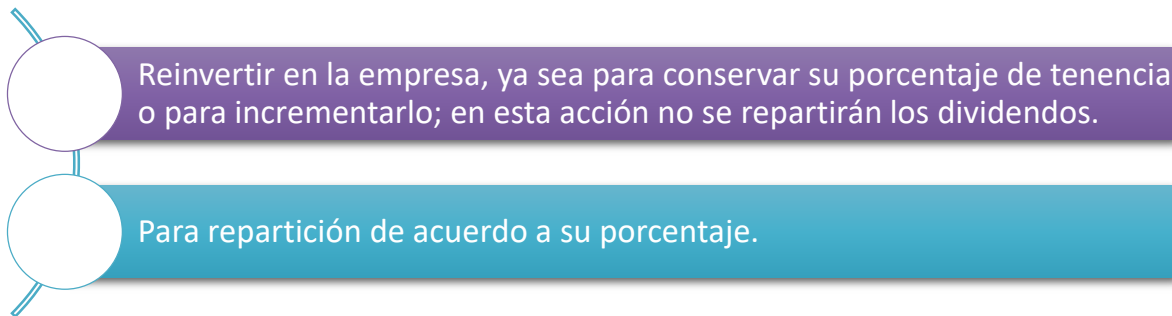 Reinvertir en la empresa, ya sea para conservar su porcentaje de tenencia
o para incrementarlo; en esta acción no se repartirán los dividendos.
Para repartición de acuerdo a su porcentaje.